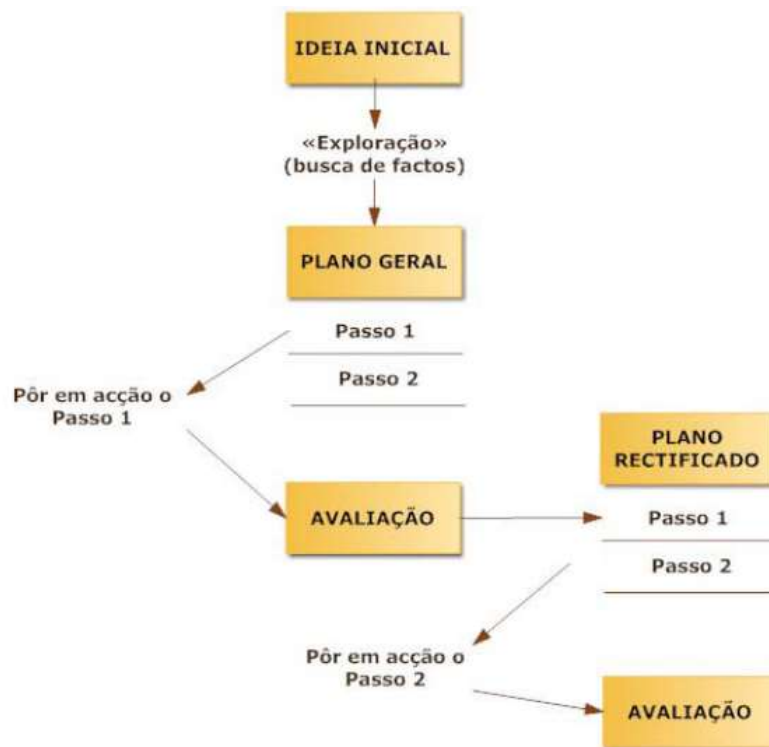 IDEIA INICIAL
«Exploração»
(busca de factos)
PLANO GERAL
Passo 1
Passo 2
Pôr em acção o
Passo 1
AVALIAÇÃO
PLANO
RECTIFICADO
Passo 1
Passo 2
Pôr em acção o
Passo 2
AVALIAÇÃO